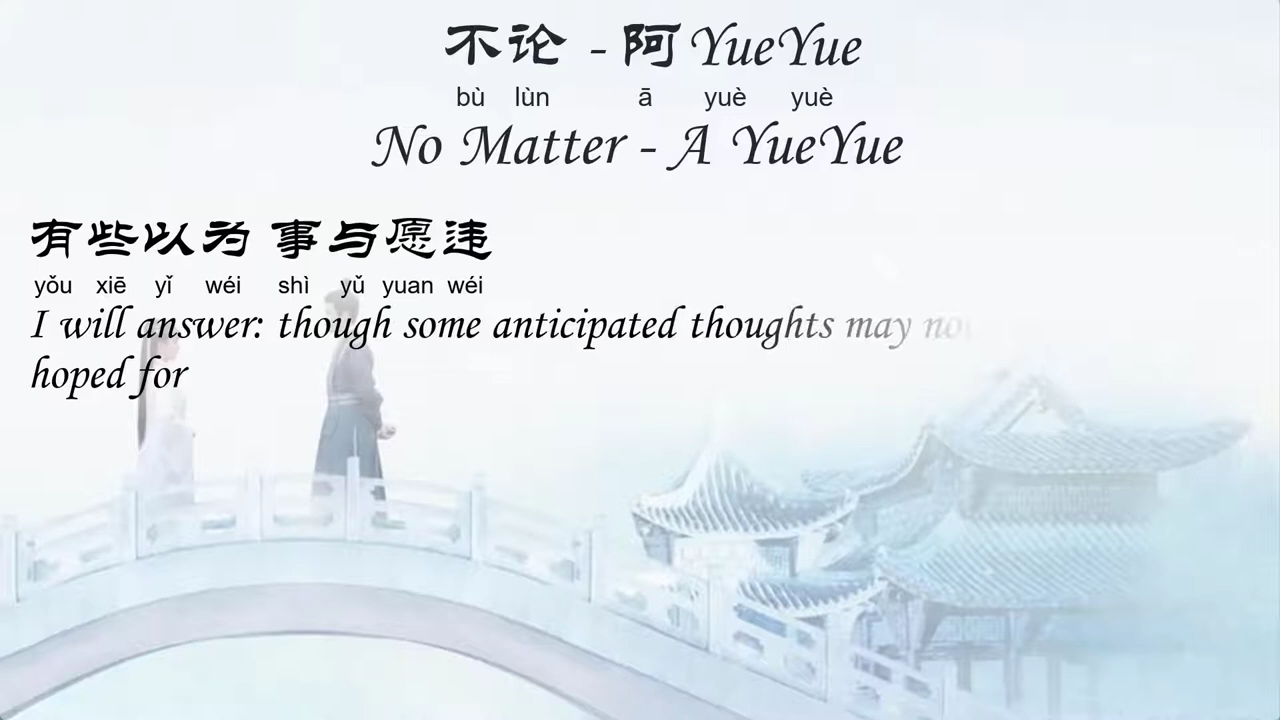 不论 - 阿YueYue
bù lùn ā yuè yuè
No Matter - A YueYue
有些以为 事与愿违
yǒu xiē yǐ wéi shì yǔ yuan wéi
I will answer: though some anticipated thoughts may
hoped for